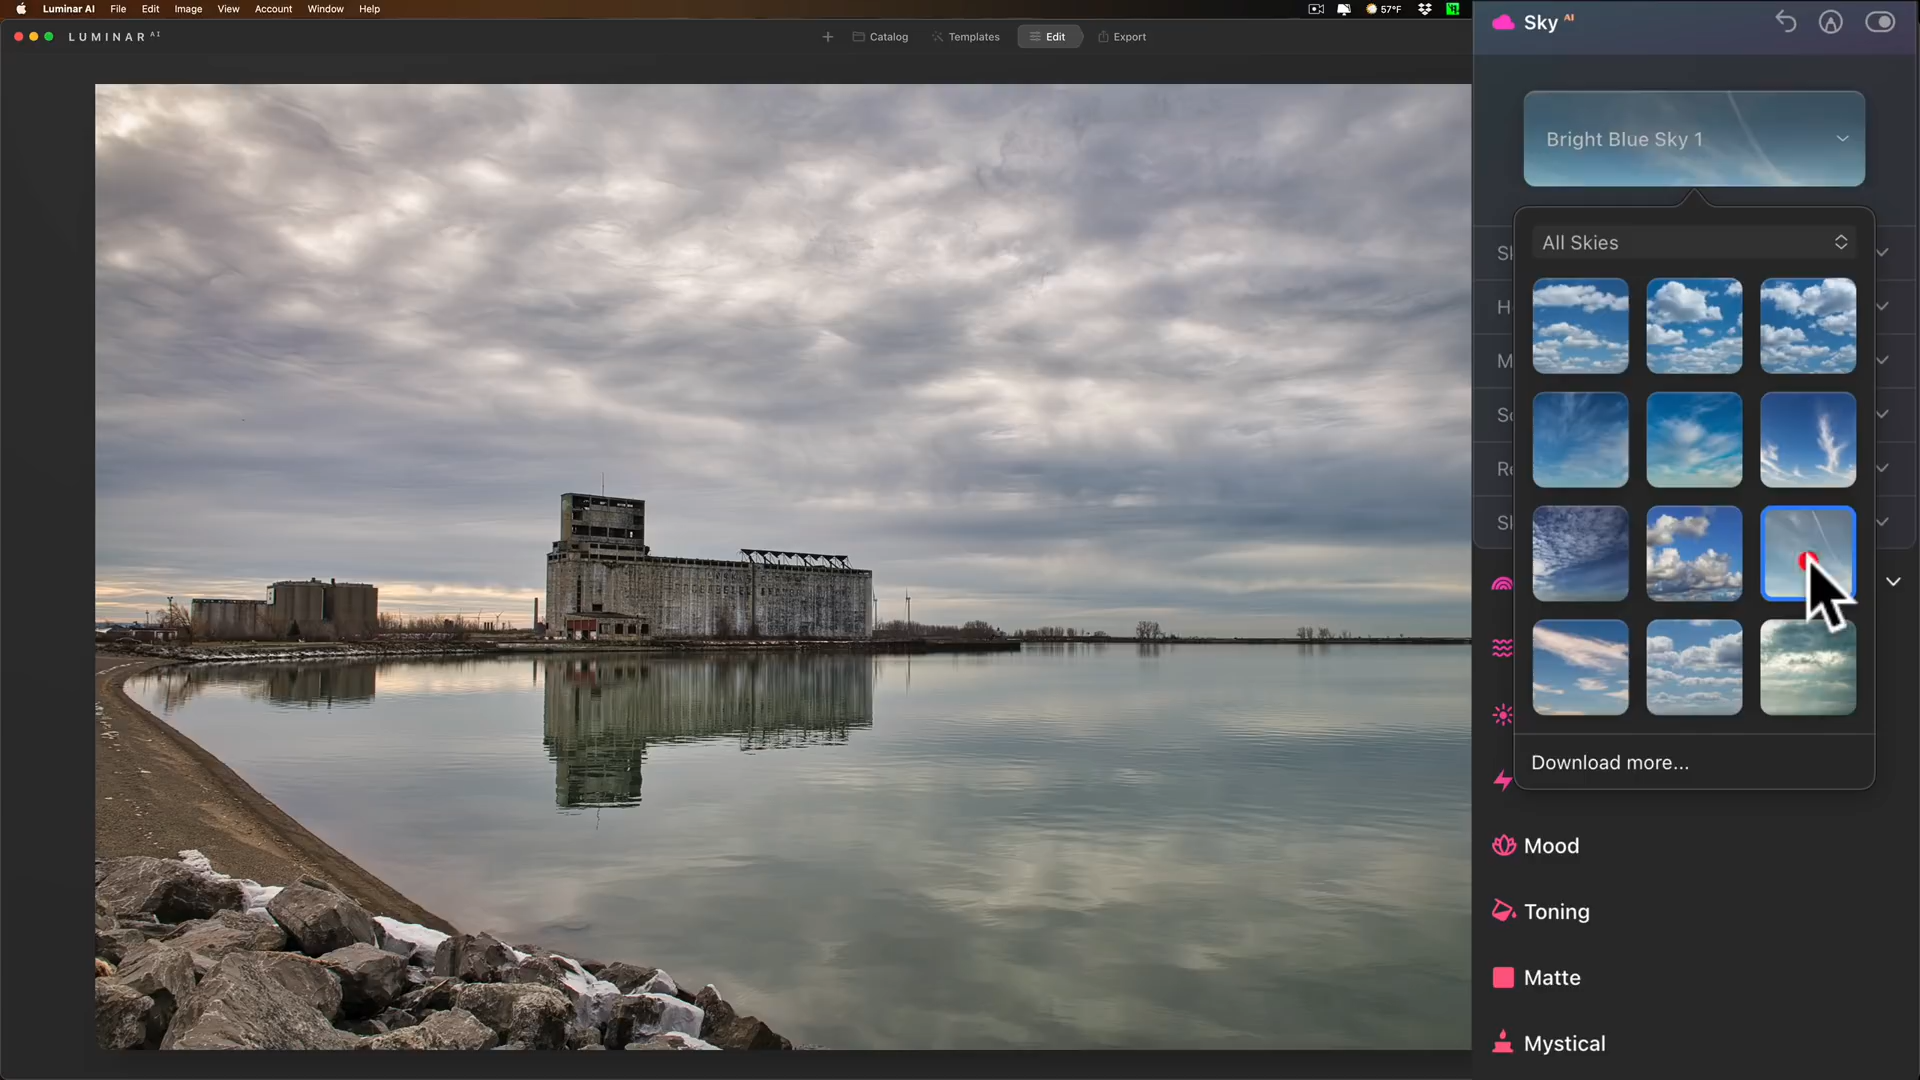 Luminar AI File Edit Image View Account Window Help 57°F
LUMINAR AI
Catalog Templates Edit Export
Sky AI
Bright Blue Sky 1
All Skies
Download more...
Mood
Toning
Matte
Mystical